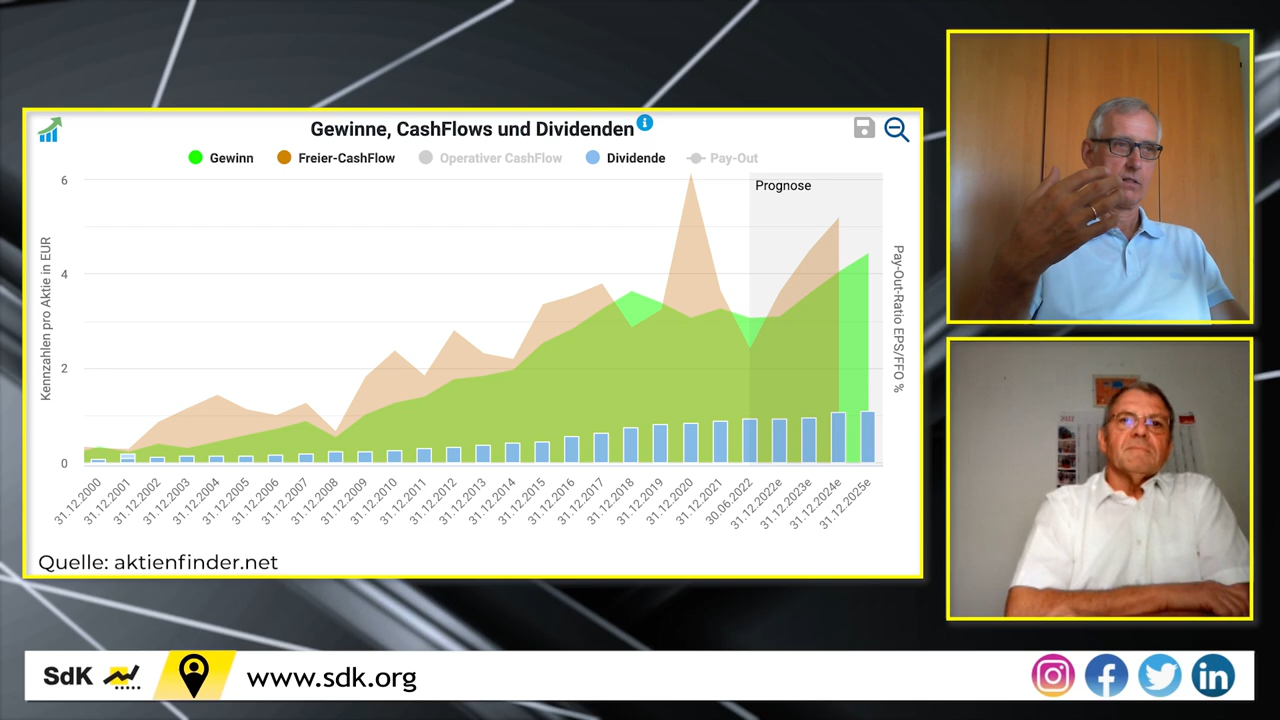 Gewinne, CashFlows und Dividenden
Gewinn Freier-CashFlow Operativer CashFlow Dividende Pay-Out
Prognose
Kennzahlen pro Aktie in EUR
6
4
2
0
Pay-Out-Ratio EPS/FFO %
31.12.2000 31.12.2001 31.12.2002 31.12.2003 31.12.2004 31.12.2005 31.12.2006 31.12.2007 31.12.2008 31.12.2009 31.12.2010 31.12.2011 31.12.2012 31.12.2013 31.12.2014 31.12.2015 31.12.2016 31.12.2017 31.12.2018 31.12.2019 31.12.2020 31.12.2021 30.06.2022 31.12.2022e 31.12.2023e 31.12.2024e 31.12.2025e
Quelle: aktienfinder.net
SdK www.sdk.org